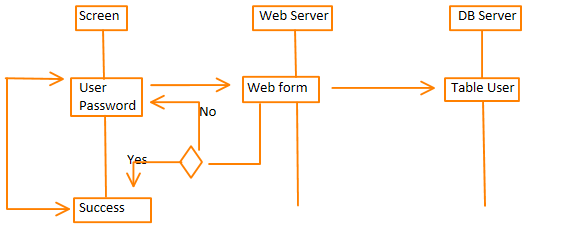 Screen
Web Server
DB Server
User
Password
Web form
Table User
No
Yes
Success